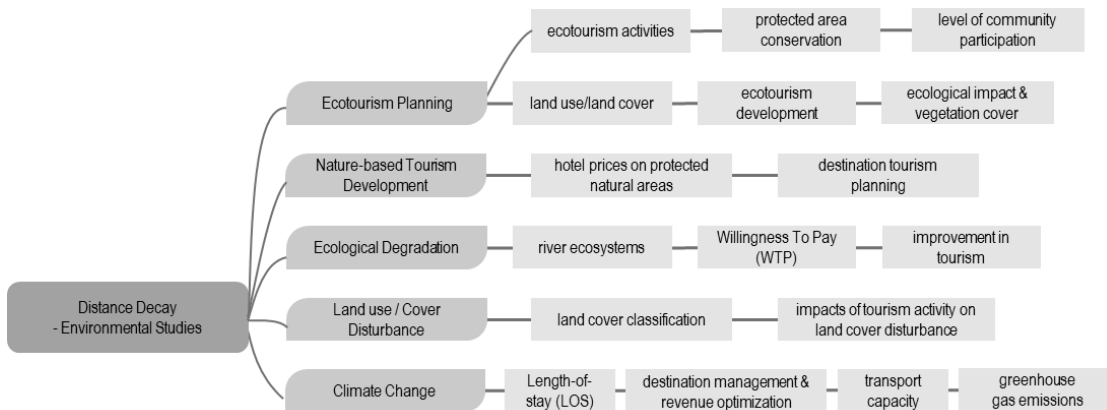 ecotourism activities
protected area
conservation
level of community
participation
Ecotourism Planning
land use/land cover
ecotourism
development
ecological impact &
vegetation cover
Nature-based Tourism
Development
hotel prices on protected
natural areas
destination tourism
planning
Ecological Degradation
river ecosystems
Willingness To Pay
(WTP)
improvement in
tourism
Distance Decay
- Environmental Studies
Land use / Cover
Disturbance
land cover classification
impacts of tourism activity on
land cover disturbance
Climate Change
Length-of-
stay (LOS)
destination management &
revenue optimization
transport
capacity
greenhouse
gas emissions